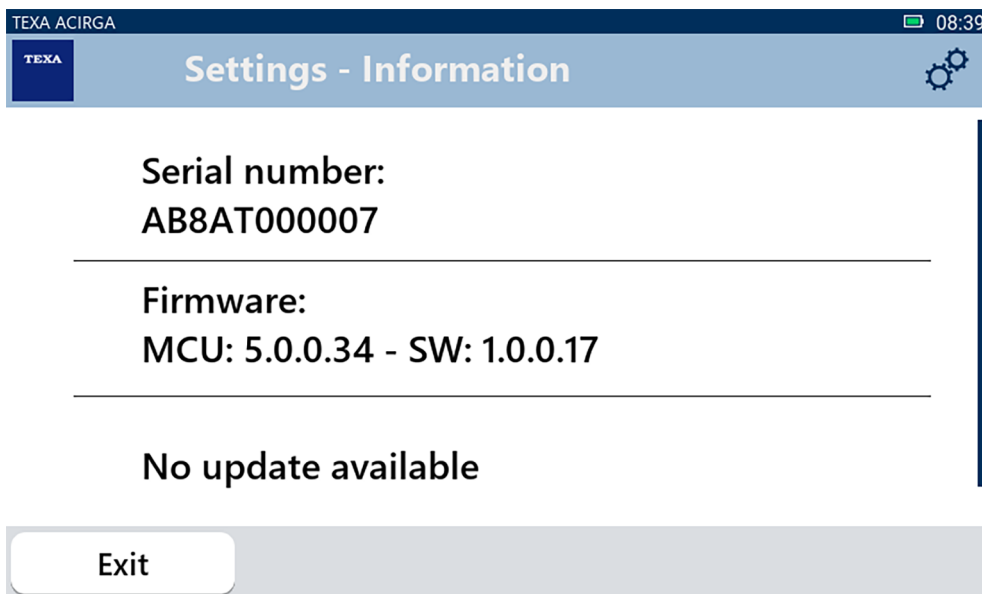 TEXA ACIRGA 08:39
TEXA
Settings - Information
Serial number:
AB8AT000007
Firmware:
MCU: 5.0.0.34 - SW: 1.0.0.17
No update available
Exit